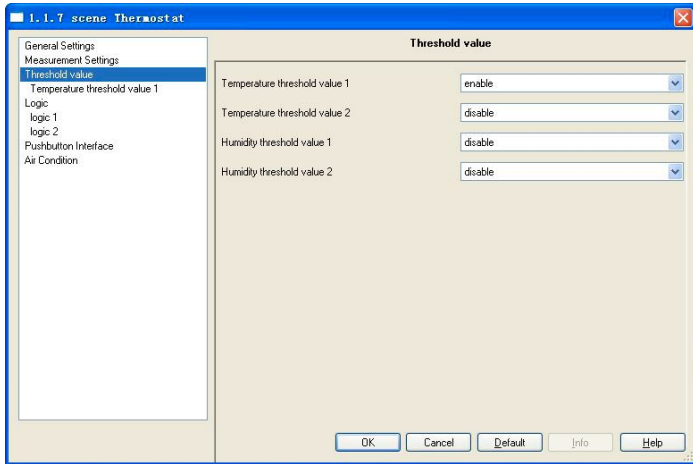 1.1.7 scene Thermostat
General Settings
Measurement Settings
Threshold value
Temperature threshold value 1
Logic
logic 1
logic 2
Pushbutton Interface
Air Condition
Threshold value
Temperature threshold value 1 enable
Temperature threshold value 2 disable
Humidity threshold value 1 disable
Humidity threshold value 2 disable
OK Cancel Default Info Help